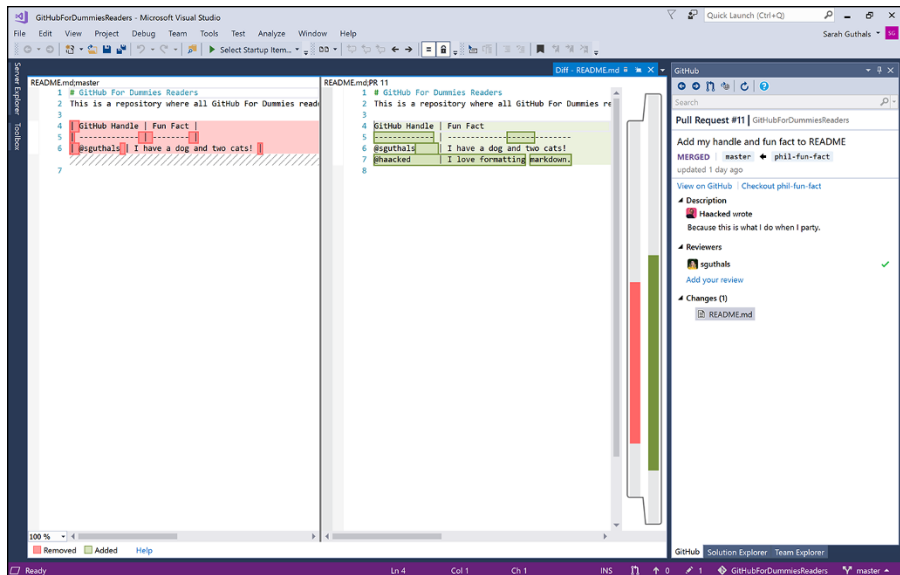 GitHubForDummiesReaders - Microsoft Visual Studio
Quick Launch (Ctrl+Q)
File Edit View Project Debug Team Tools Test Analyze Window Help
Sarah Guthals SG
Select Startup Item...
Server Explorer
Toolbox
Diff - README.md
README.md;master
1 # GitHub For Dummies Readers
2 This is a repository where all GitHub For Dummies readi
3
4 | GitHub Handle | Fun Fact |
5 | -------------|----------|
6 | @sguthals | I have a dog and two cats! |
7
README.md;PR 11
1 # GitHub For Dummies Readers
2 This is a repository where all GitHub For Dummies re
3
4 GitHub Handle | Fun Fact
5 ------------- | ------------------
6 @sguthals | I have a dog and two cats!
7 @haacked | I love formatting markdown.
8
100 %
Removed Added Help
GitHub
Search
Pull Request #11 | GitHubForDummiesReaders
Add my handle and fun fact to README
MERGED master phil-fun-fact
updated 1 day ago
View on GitHub | Checkout phil-fun-fact
Description
Haacked wrote
Because this is what I do when I party.
Reviewers
sguthals
Add your review
Changes (1)
README.md
GitHub Solution Explorer Team Explorer
Ready Ln 4 Col 1 Ch 1 INS 0 1 GitHubForDummiesReaders master